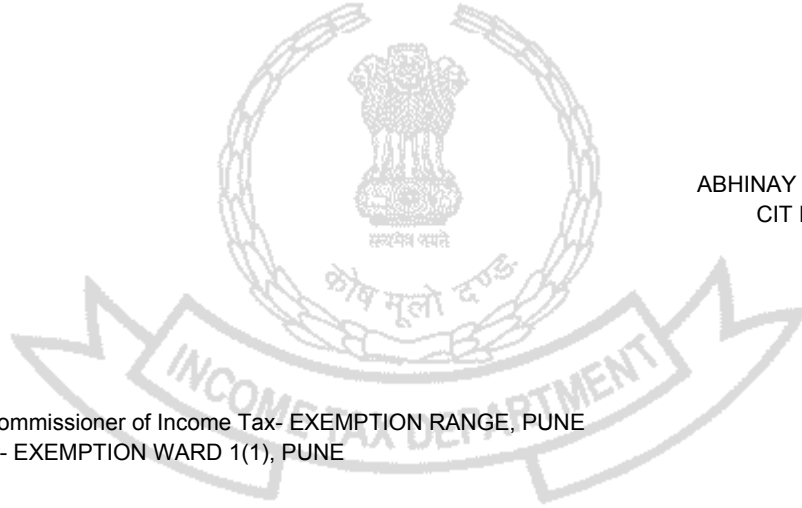 ABHINAY
CIT
सत्यमेव जयते
कोष मूलो दण्ड:
INCOME TAX DEPARTMENT
ommissioner of Income Tax- EXEMPTION RANGE, PUNE
- EXEMPTION WARD 1(1), PUNE